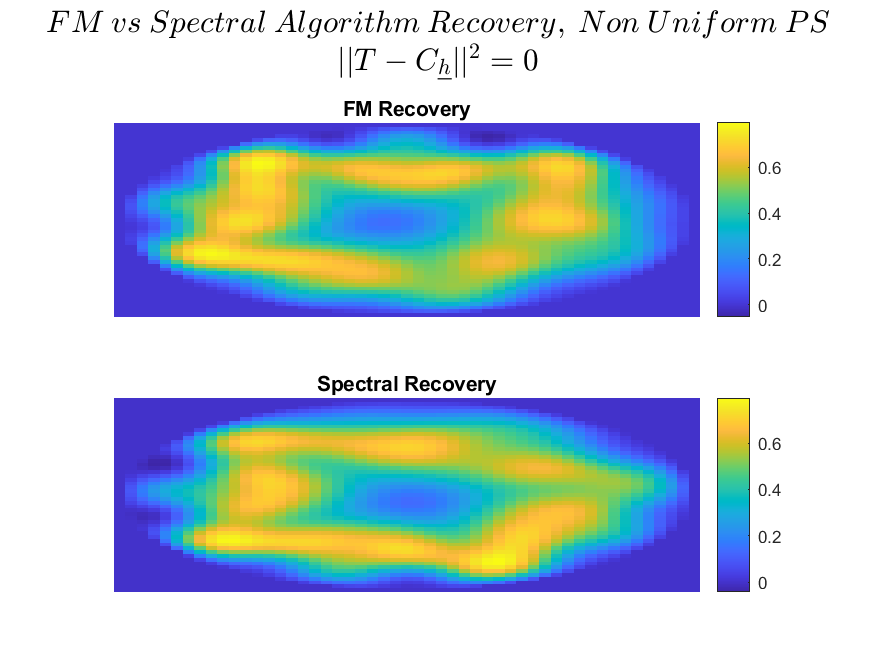 FM vs Spectral Algorithm Recovery, Non Uniform PS
||T − C_h||² = 0
FM Recovery
0.6
0.4
0.2
0
Spectral Recovery
0.6
0.4
0.2
0